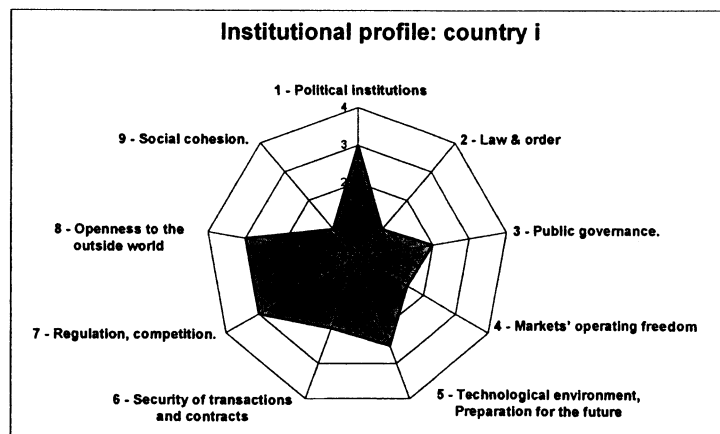 Institutional profile: country i
1 - Political institutions
4
9 - Social cohesion.
2 - Law & order
3
2
8 - Openness to the
outside world
3 - Public governance.
7 - Regulation, competition.
4 - Markets' operating freedom
6 - Security of transactions
and contracts
5 - Technological environment,
Preparation for the future